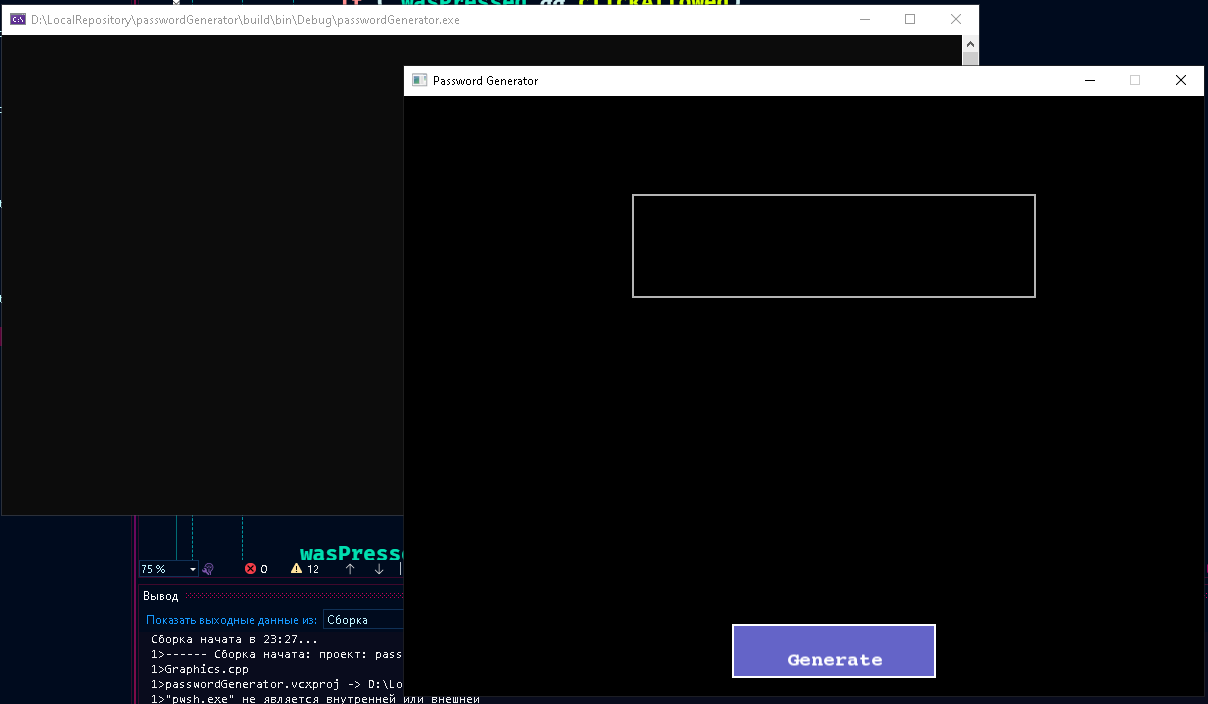 if ( wasPressed && clickAllowed)
D:\LocalRepository\passwordGenerator\build\bin\Debug\passwordGenerator.exe
Password Generator
Generate
wasPresse
75 %
0
12
Вывод
Показать выходные данные из:
Сборка
Сборка начата в 23:27...
1>------ Сборка начата: проект: pass
1>Graphics.cpp
1>passwordGenerator.vcxproj -> D:\Lo
1>"pwsh.exe" не является внутренней или внешней